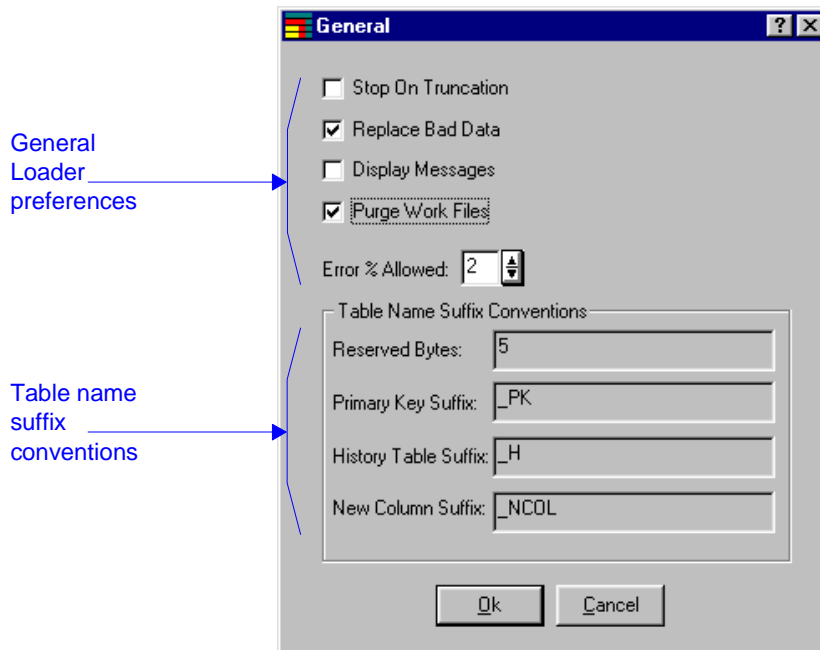 General
Stop On Truncation
Replace Bad Data
Display Messages
Purge Work Files
Error % Allowed: 2
General
Loader
preferences
Table Name Suffix Conventions
Reserved Bytes: 5
Primary Key Suffix: _PK
History Table Suffix: _H
New Column Suffix: _NCOL
Table name
suffix
conventions
Ok Cancel